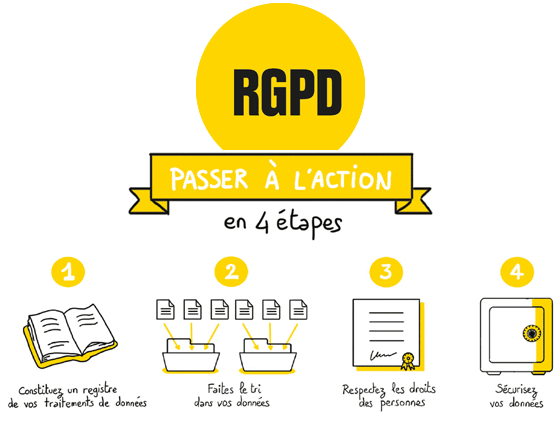 RGPD
PASSER À L'ACTION
en 4 étapes
1
2
3
4
Constituez un registre
de vos traitements de données
Faites le tri
dans vos données
Respectez les droits
des personnes
Sécurisez
vos données